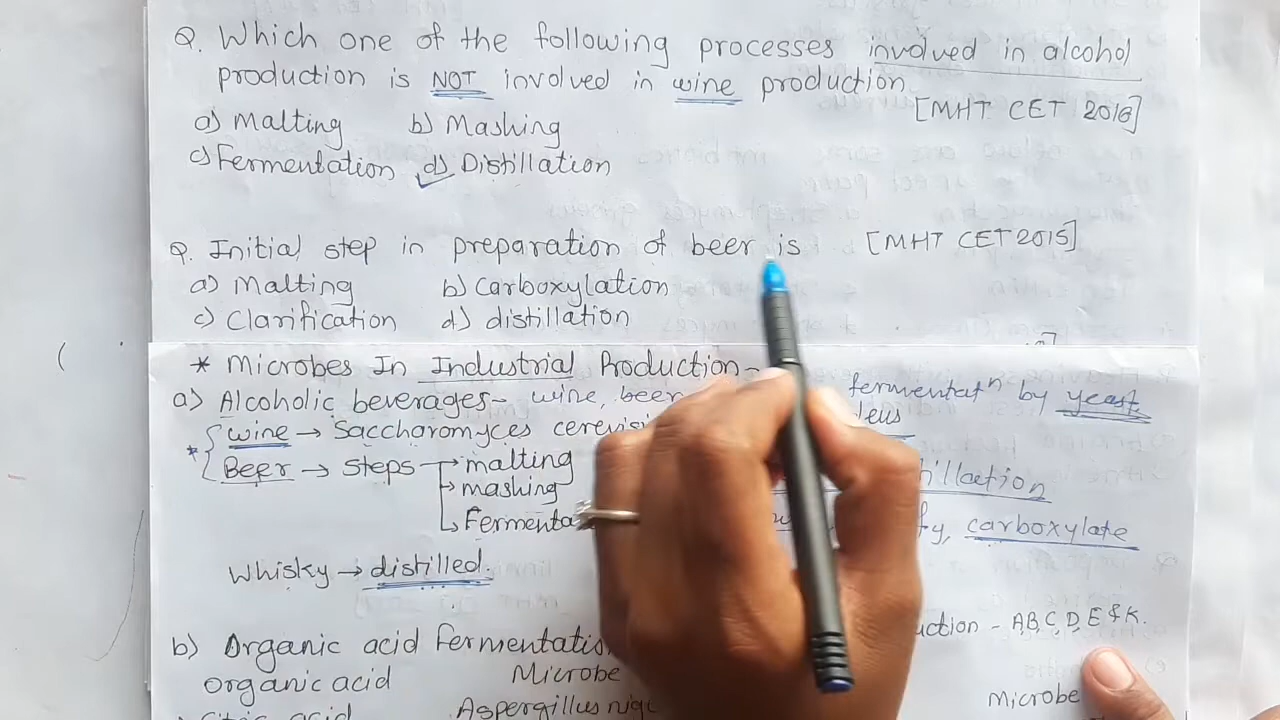 Q. Which one of the following processes involved in alcohol
production is NOT involved in wine production
[MHT CET 2016]
a) Malting b) Mashing
c) Fermentation d) Distillation
Q. Initial step in preparation of beer is [MHT CET 2015]
a) Malting b) Carboxylation
c) Clarification d) distillation
* Microbes In Industrial Production-
a) Alcoholic beverages- wine, beer fermentatn by yeast
* wine → Saccharomyces
Beer → Steps → malting
→ mashing
carboxylate
Whisky → distilled.
b) Organic acid - A,B,C,D,E & K.
Organic acid Microbe Microbe
Aspergillus